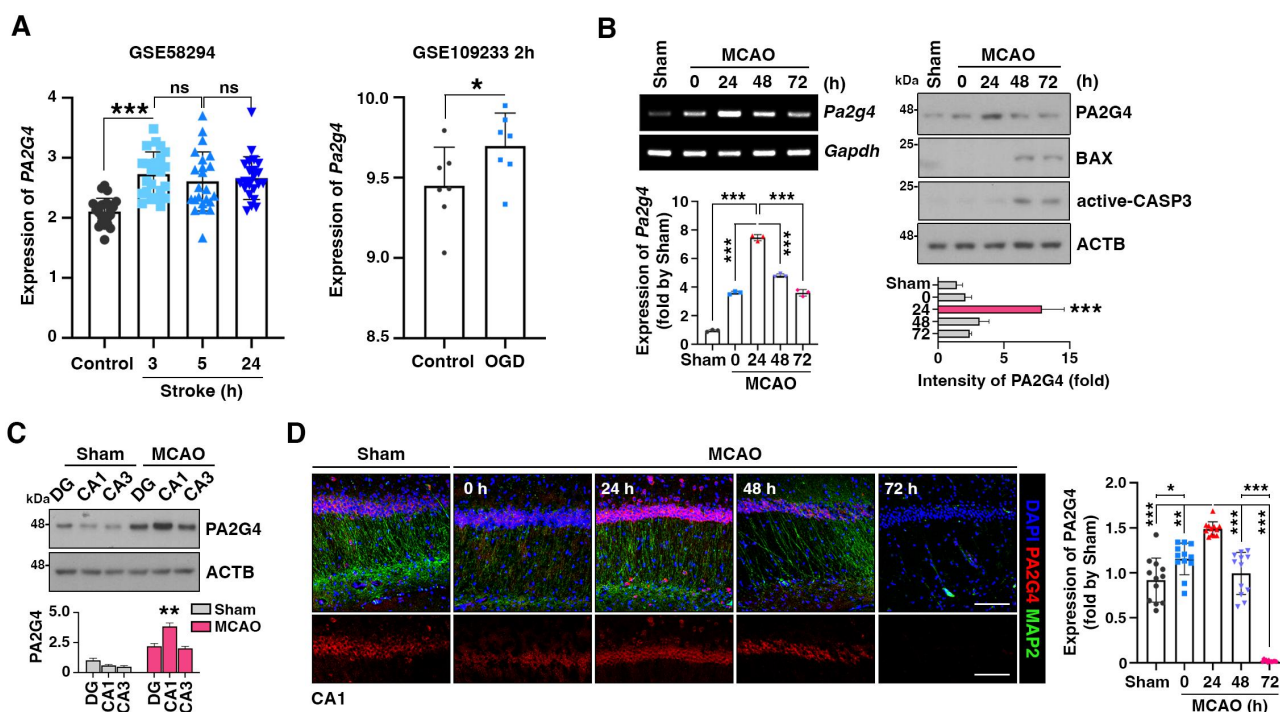 A
GSE58294
Expression of PA2G4
4
3
2
1
0
***
ns
ns
Control
3
5
24
Stroke (h)
GSE109233 2h
Expression of Pa2g4
10.0
9.5
9.0
8.5
*
Control
OGD
B
Sham
MCAO
0 24 48 72 (h)
Pa2g4
Gapdh
Expression of Pa2g4
(fold by Sham)
10
8
6
4
2
0
***
***
***
***
Sham
0
24
48
72
MCAO
kDa
Sham
MCAO
0 24 48 72 (h)
48-
PA2G4
25-
BAX
25-
active-CASP3
48-
ACTB
Sham
0
24
48
72
***
0
5
15
Intensity of PA2G4 (fold)
C
Sham MCAO
kDa
DG CA1 CA3 DG CA1 CA3
48-
PA2G4
48-
ACTB
PA2G4
5.0
2.5
0
**
Sham
MCAO
DG CA1 CA3 DG CA1 CA3
D
Sham
MCAO
0 h
24 h
48 h
72 h
DAPI PA2G4 MAP2
CA1
Expression of PA2G4
(fold by Sham)
2.0
1.5
1.0
0.5
0
***
*
**
***
***
***
Sham
0
24
48
72
MCAO (h)